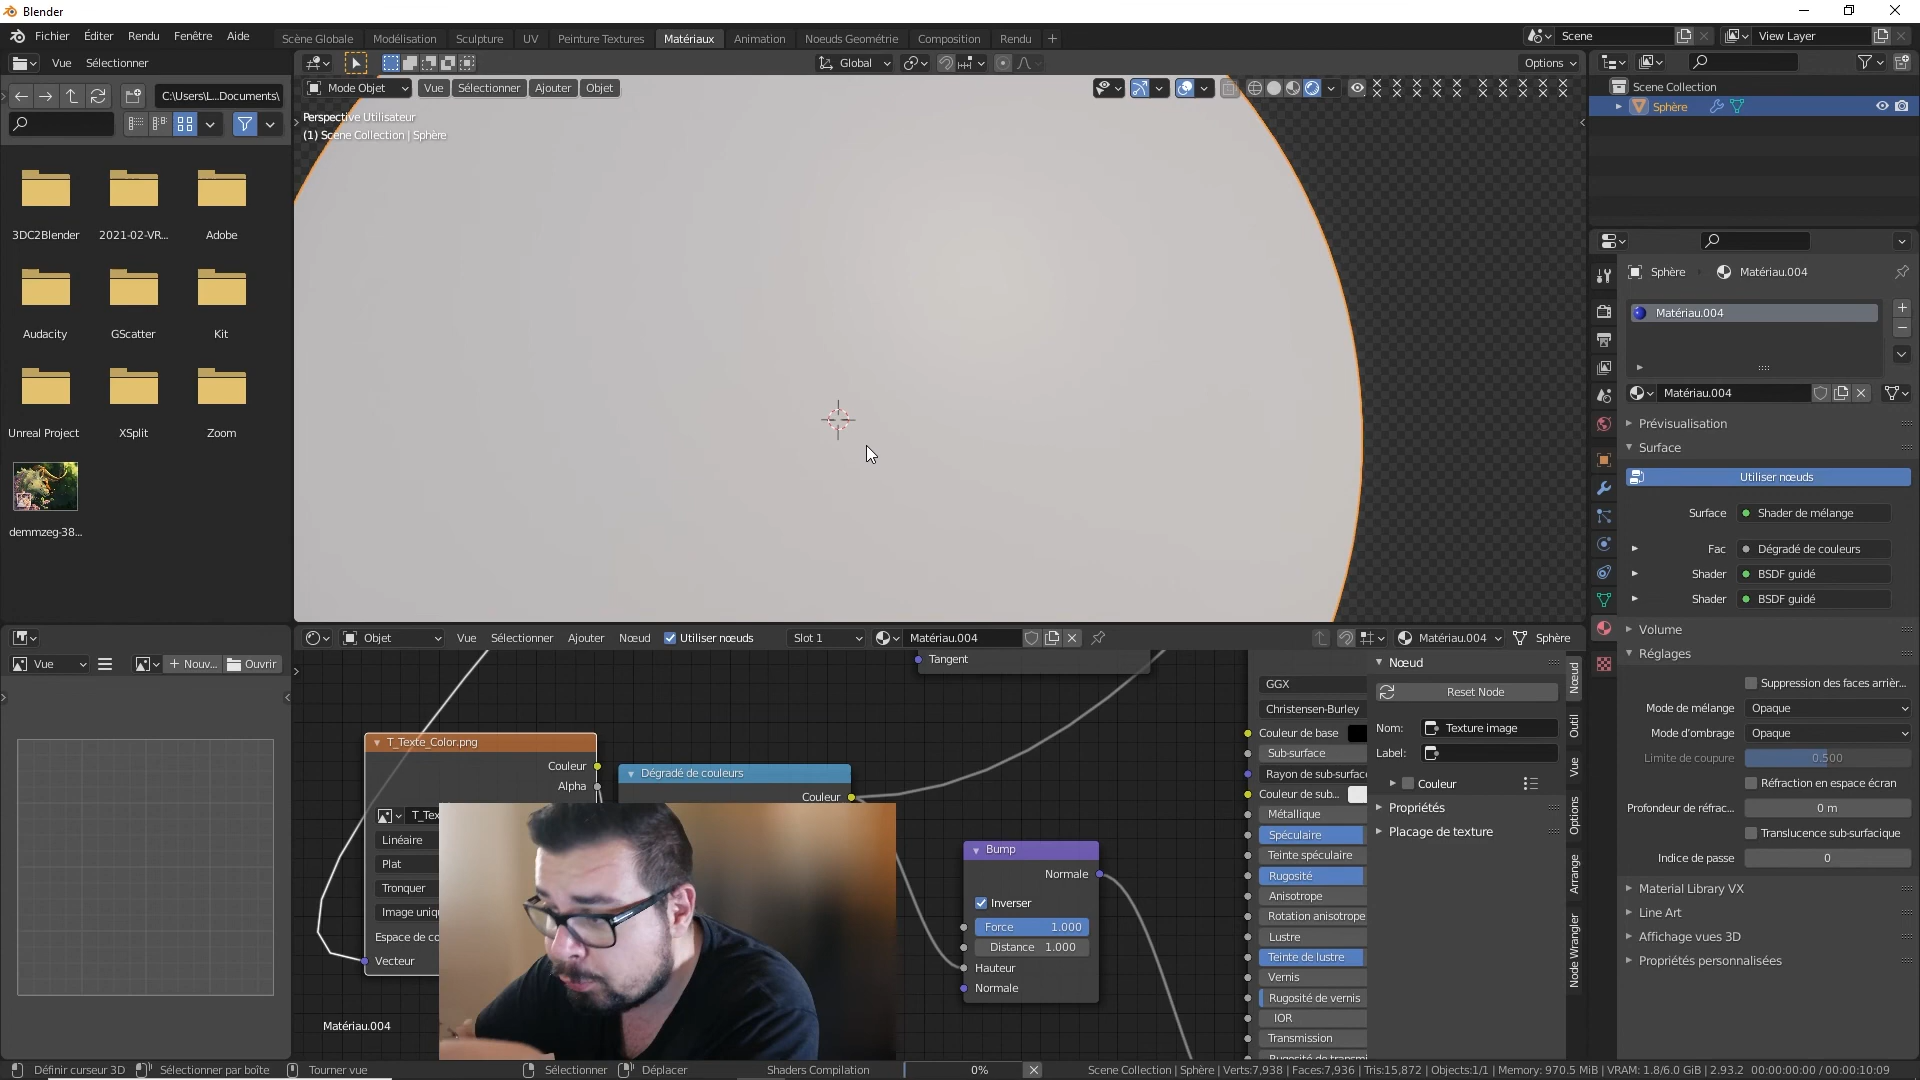 Blender
Fichier Éditer Rendu Fenêtre Aide
Scène Globale Modélisation Sculpture UV Peinture Textures Matériaux Animation Noeuds Géométrie Composition Rendu +
Scene View Layer
Vue Sélectionner
Global
Options
C:\Users\L...Documents\
Mode Objet Vue Sélectionner Ajouter Objet
Perspective Utilisateur
(1) Scene Collection | Sphère
3DC2Blender 2021-02-VR... Adobe
Audacity GScatter Kit
Unreal Project XSplit Zoom
demmzeg-38...
Scene Collection
Sphère
Sphère Matériau.004
Matériau.004
Matériau.004
Prévisualisation
Surface
Utiliser nœuds
Surface Shader de mélange
Fac Dégradé de couleurs
Shader BSDF guidé
Shader BSDF guidé
Volume
Réglages
Suppression des faces arrièr...
Mode de mélange Opaque
Mode d'ombrage Opaque
Limite de coupure 0.500
Réfraction en espace écran
Profondeur de réfrac... 0 m
Translucence sub-surfacique
Indice de passe 0
Material Library VX
Line Art
Affichage vues 3D
Propriétés personnalisées
Vue + Nouv... Ouvrir
Objet Vue Sélectionner Ajouter Nœud Utiliser nœuds Slot 1 Matériau.004 Matériau.004 Sphère
Tangent
T_Texte_Color.png
Couleur
Alpha
T_Tex
Linéaire
Plat
Tronquer
Image uniq
Espace de co
Vecteur
Matériau.004
Dégradé de couleurs
Couleur
Bump
Normale
Inverser
Force 1.000
Distance 1.000
Hauteur
Normale
GGX
Christensen-Burley
Couleur de base
Sub-surface
Rayon de sub-surface
Couleur de sub...
Métallique
Spéculaire
Teinte spéculaire
Rugosité
Anisotrope
Rotation anisotrope
Lustre
Teinte de lustre
Vernis
Rugosité de vernis
IOR
Transmission
Rugosité de transmi
Nœud
Reset Node
Nom: Texture image
Label:
Couleur
Propriétés
Placage de texture
Nœud
Outil
Vue
Options
Arrange
Node Wrangler
Définir curseur 3D Sélectionner par boîte Tourner vue Sélectionner Déplacer Shaders Compilation 0% Scene Collection | Sphère | Verts:7,938 | Faces:7,936 | Tris:15,872 | Objects:1/1 | Memory: 970.5 MiB | VRAM: 1.8/6.0 GiB | 2.93.2 00:00:00:00 / 00:00:10:09